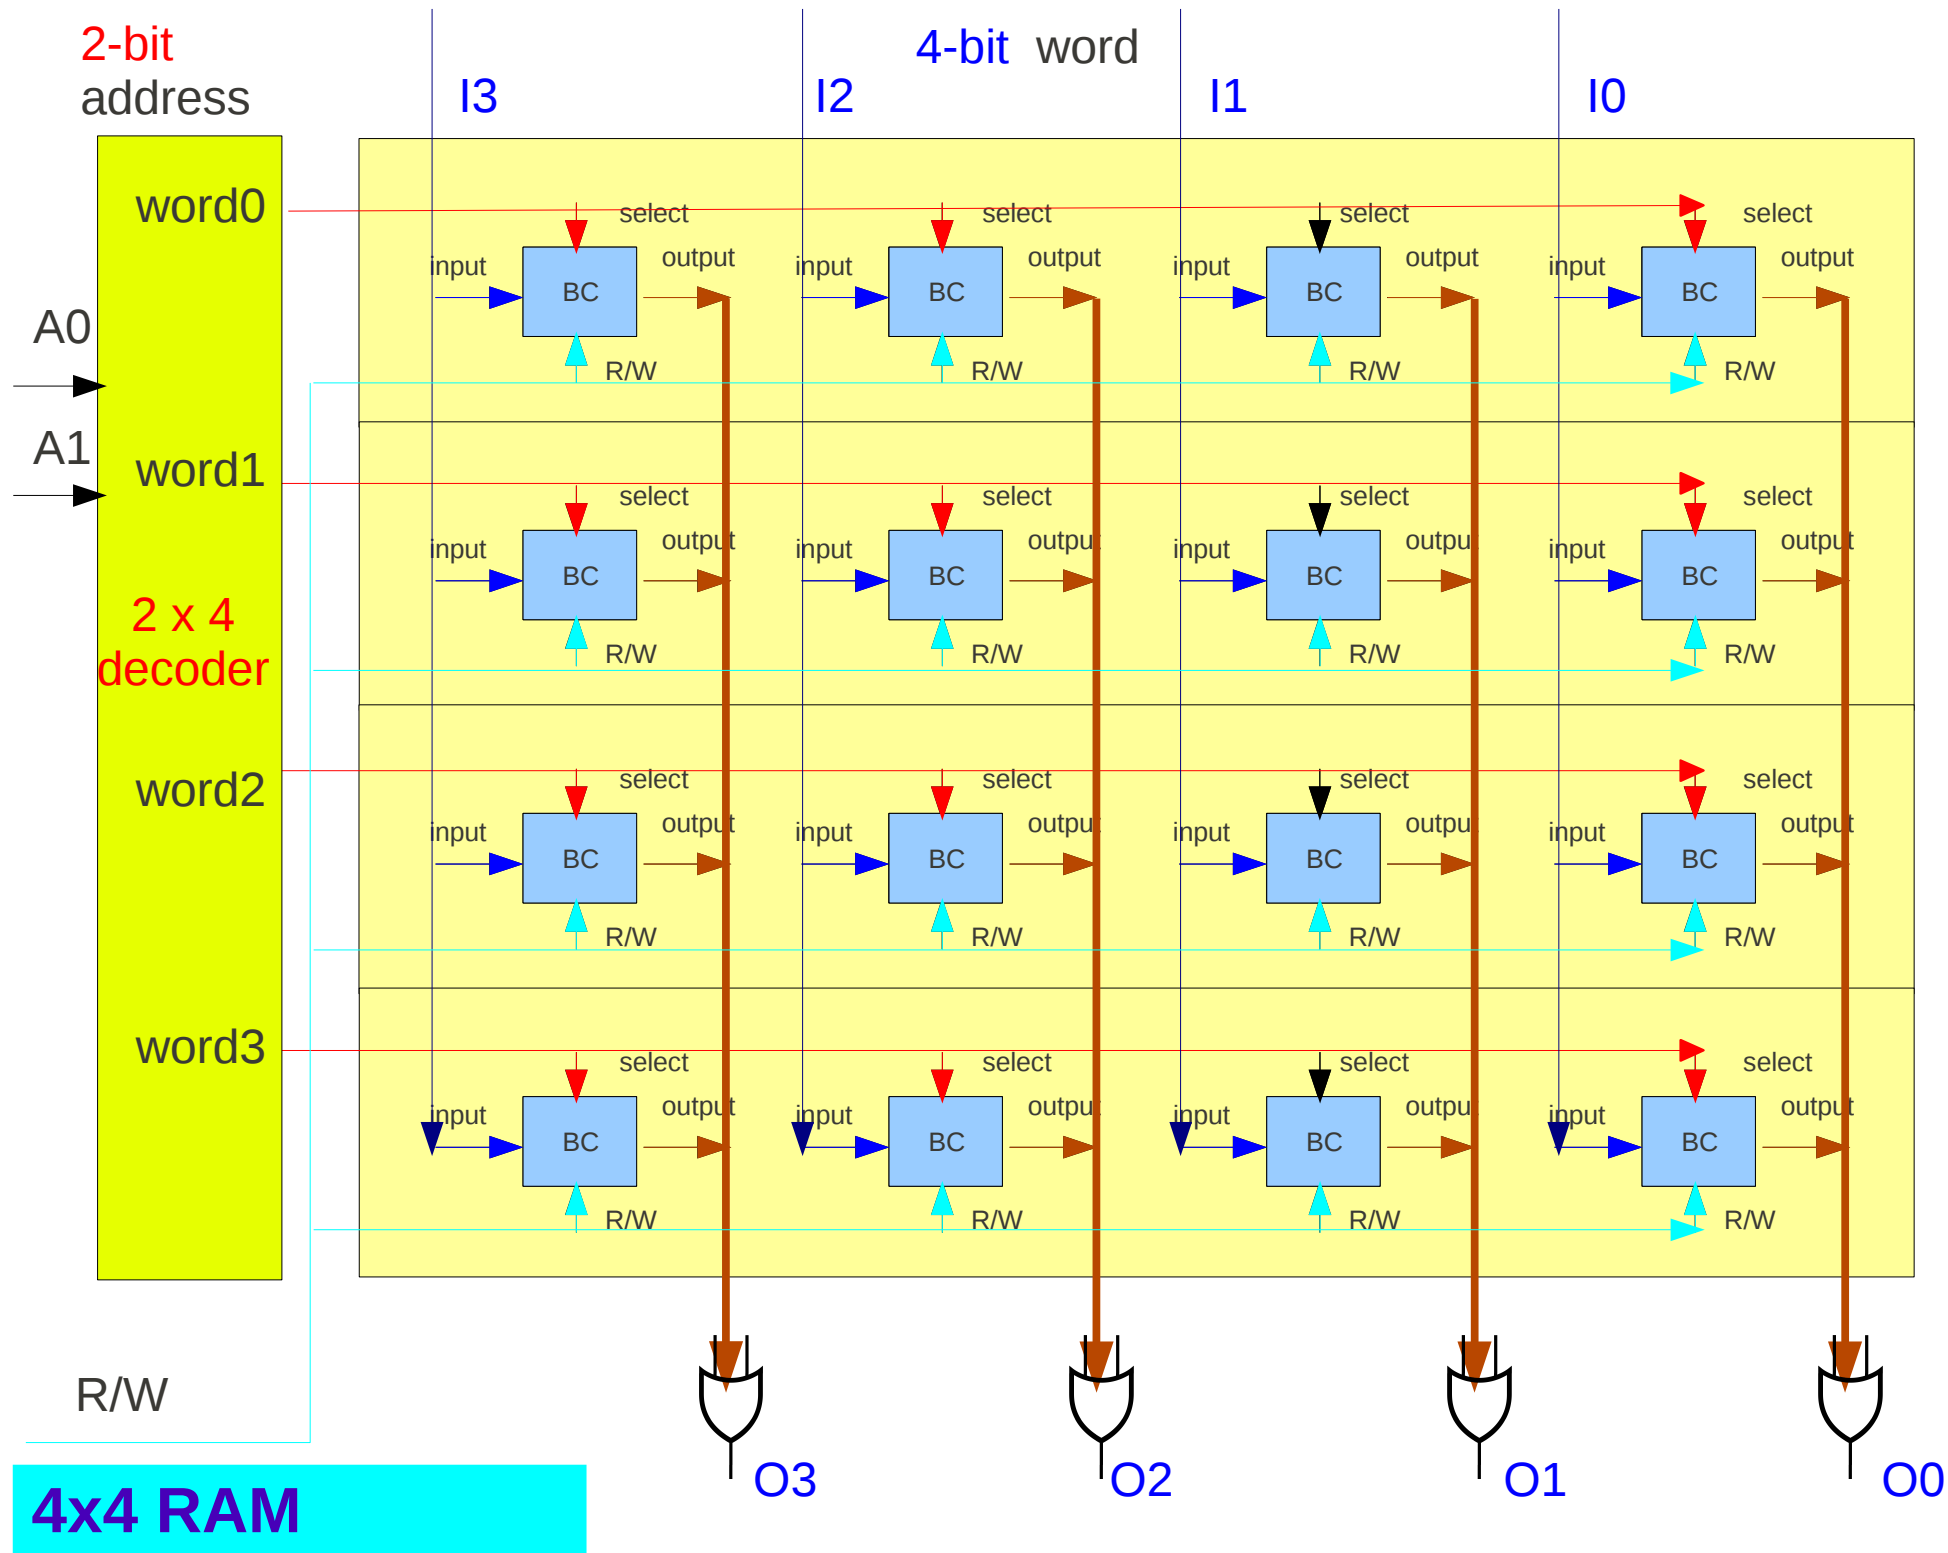 2-bit
address
4-bit word
I3
I2
I1
I0
word0
select
select
select
select
input
output
input
output
input
output
input
output
BC
BC
BC
BC
A0
R/W
R/W
R/W
R/W
A1
word1
select
select
select
select
input
output
input
output
input
output
input
output
BC
BC
BC
BC
2 x 4
decoder
R/W
R/W
R/W
R/W
word2
select
select
select
select
input
output
input
output
input
output
input
output
BC
BC
BC
BC
R/W
R/W
R/W
R/W
word3
select
select
select
select
input
output
input
output
input
output
input
output
BC
BC
BC
BC
R/W
R/W
R/W
R/W
R/W
O3
O2
O1
O0
4x4 RAM